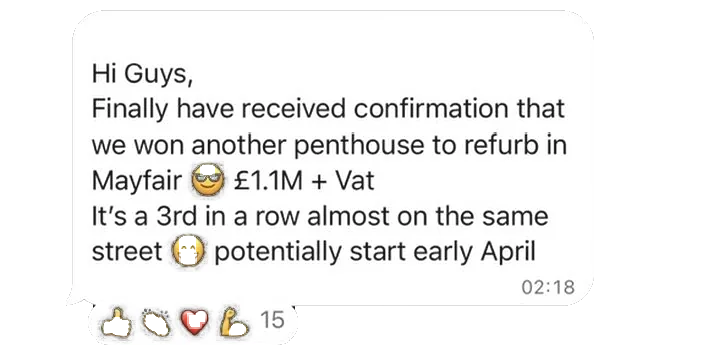 Hi Guys,
Finally have received confirmation that
we won another penthouse to refurb in
Mayfair 😎 £1.1M + Vat
It's a 3rd in a row almost on the same
street 😁 potentially start early April
02:18
👍 👏 ❤️ 💪 15